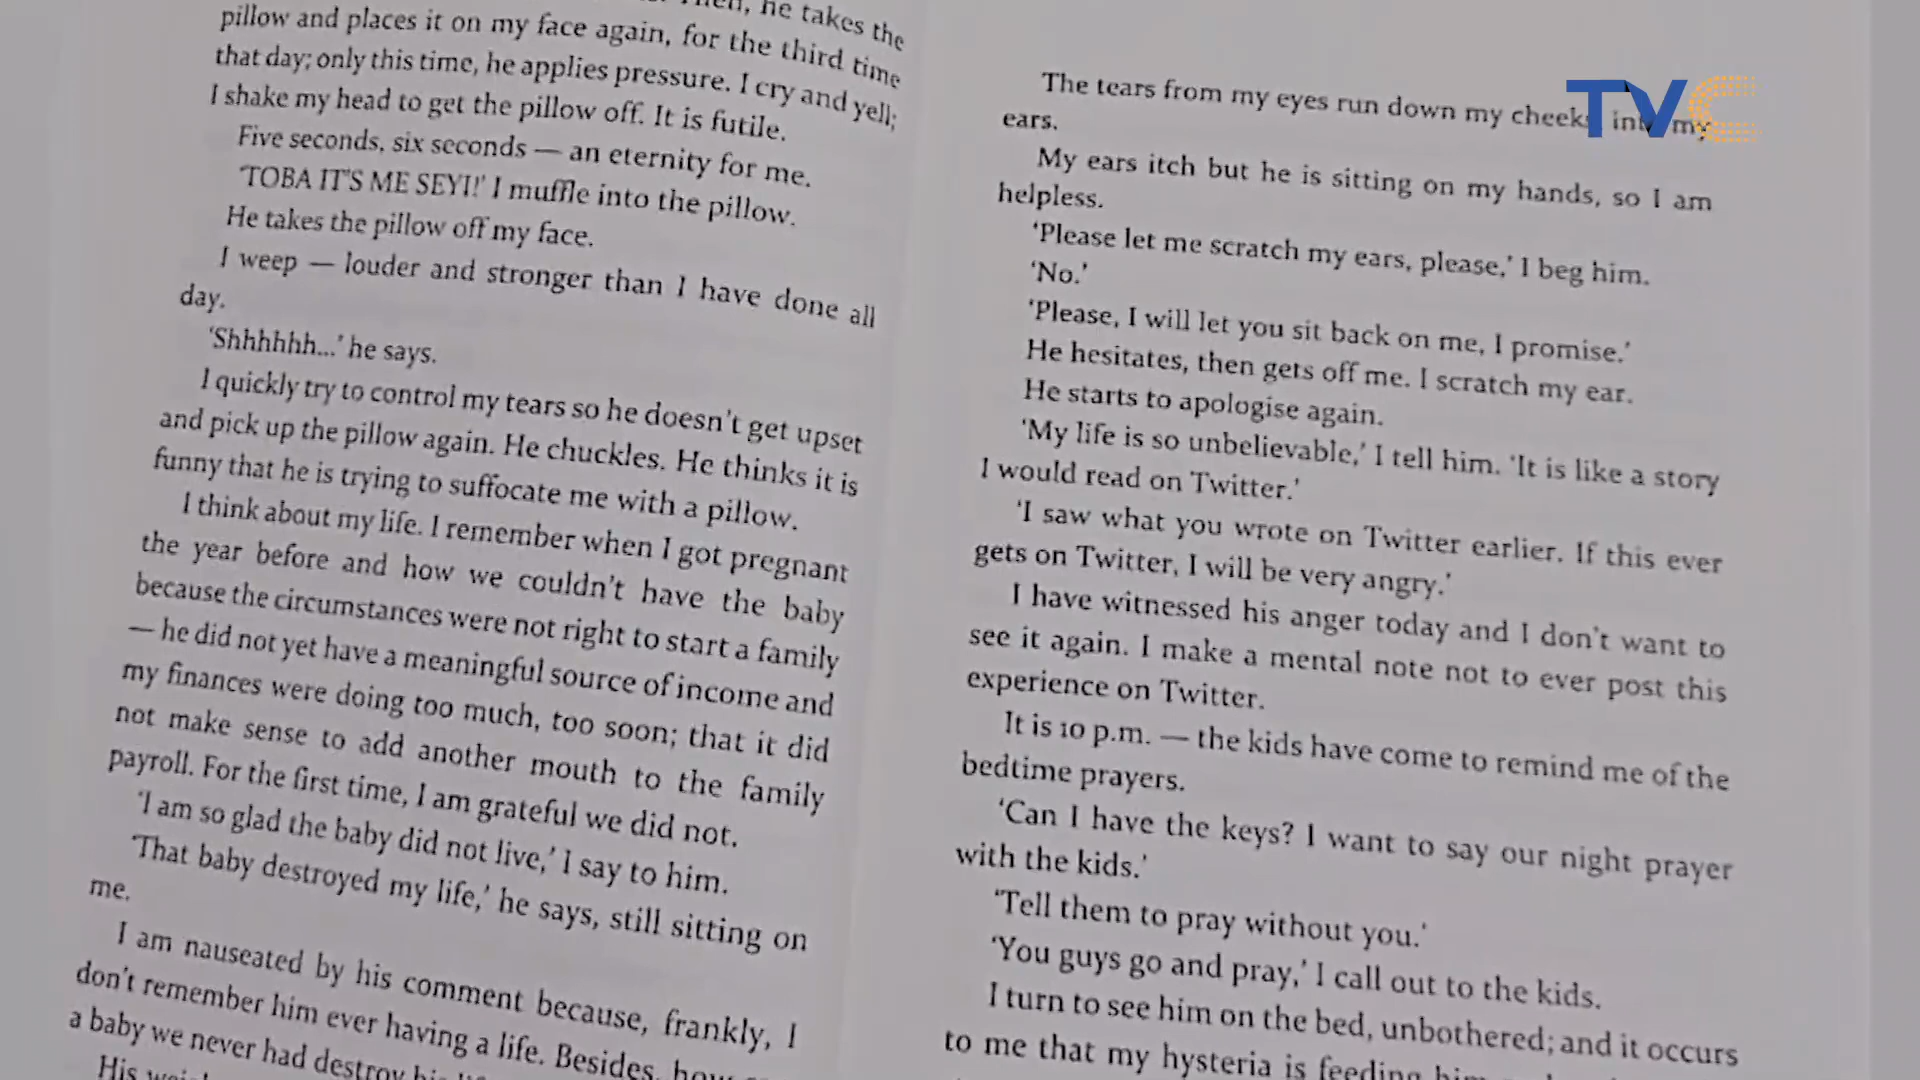 he takes the
pillow and places it on my face again, for the third time
that day; only this time, he applies pressure. I cry and yell;
I shake my head to get the pillow off. It is futile.
Five seconds, six seconds — an eternity for me.
'TOBA IT'S ME SEYI!' I muffle into the pillow.
He takes the pillow off my face.
I weep — louder and stronger than I have done all
day.
'Shhhhhh...' he says.
I quickly try to control my tears so he doesn't get upset
and pick up the pillow again. He chuckles. He thinks it is
funny that he is trying to suffocate me with a pillow.
I think about my life. I remember when I got pregnant
the year before and how we couldn't have the baby
because the circumstances were not right to start a family
— he did not yet have a meaningful source of income and
my finances were doing too much, too soon; that it did
not make sense to add another mouth to the family
payroll. For the first time, I am grateful we did not.
'I am so glad the baby did not live,' I say to him.
'That baby destroyed my life,' he says, still sitting on
me.
I am nauseated by his comment because, frankly, I
don't remember him ever having a life. Besides, how
a baby we never had destroy his
His
The tears from my eyes run down my cheeks into my
ears.
My ears itch but he is sitting on my hands, so I am
helpless.
'Please let me scratch my ears, please,' I beg him.
'No.'
'Please, I will let you sit back on me, I promise.'
He hesitates, then gets off me. I scratch my ear.
He starts to apologise again.
'My life is so unbelievable,' I tell him. 'It is like a story
I would read on Twitter.'
'I saw what you wrote on Twitter earlier. If this ever
gets on Twitter, I will be very angry.'
I have witnessed his anger today and I don't want to
see it again. I make a mental note not to ever post this
experience on Twitter.
It is 10 p.m. — the kids have come to remind me of the
bedtime prayers.
'Can I have the keys? I want to say our night prayer
with the kids.'
'Tell them to pray without you.'
'You guys go and pray,' I call out to the kids.
I turn to see him on the bed, unbothered; and it occurs
to me that my hysteria is feeding him
TVC